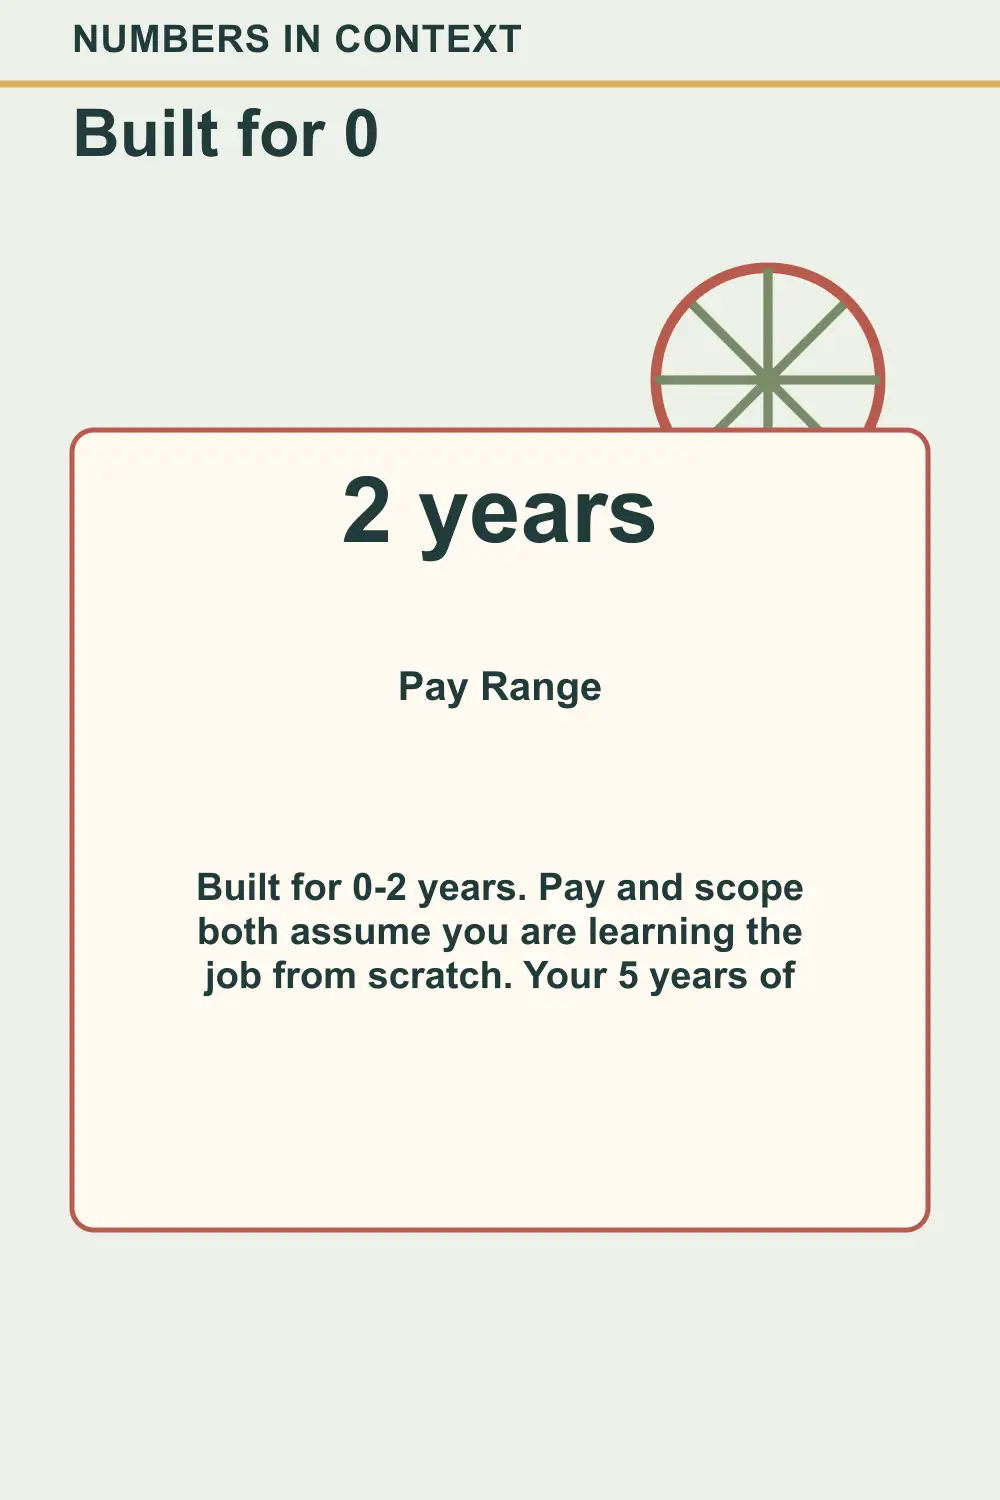 NUMBERS IN CONTEXT
Built for 0
2 years
Pay Range
Built for 0-2 years. Pay and scope
both assume you are learning the
job from scratch. Your 5 years of